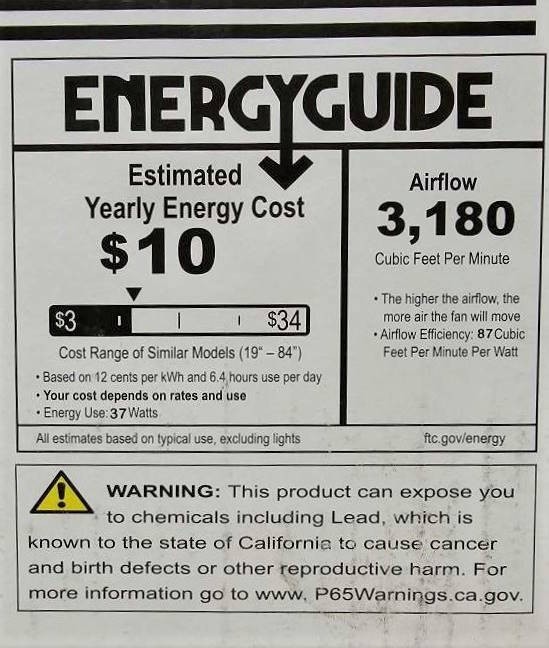 ENERGYGUIDE
Estimated
Yearly Energy Cost
$10
$3
$34
Cost Range of Similar Models (19“ – 84”)
• Based on 12 cents per kWh and 6.4 hours use per day
• Your cost depends on rates and use
• Energy Use: 37 Watts
Airflow
3,180
Cubic Feet Per Minute
• The higher the airflow, the
more air the fan will move
• Airflow Efficiency: 87 Cubic
Feet Per Minute Per Watt
All estimates based on typical use, excluding lights
ftc.gov/energy
WARNING: This product can expose you
to chemicals including Lead, which is
known to the state of California to cause cancer
and birth defects or other reproductive harm. For
more information go to www. P65Warnings.ca.gov.